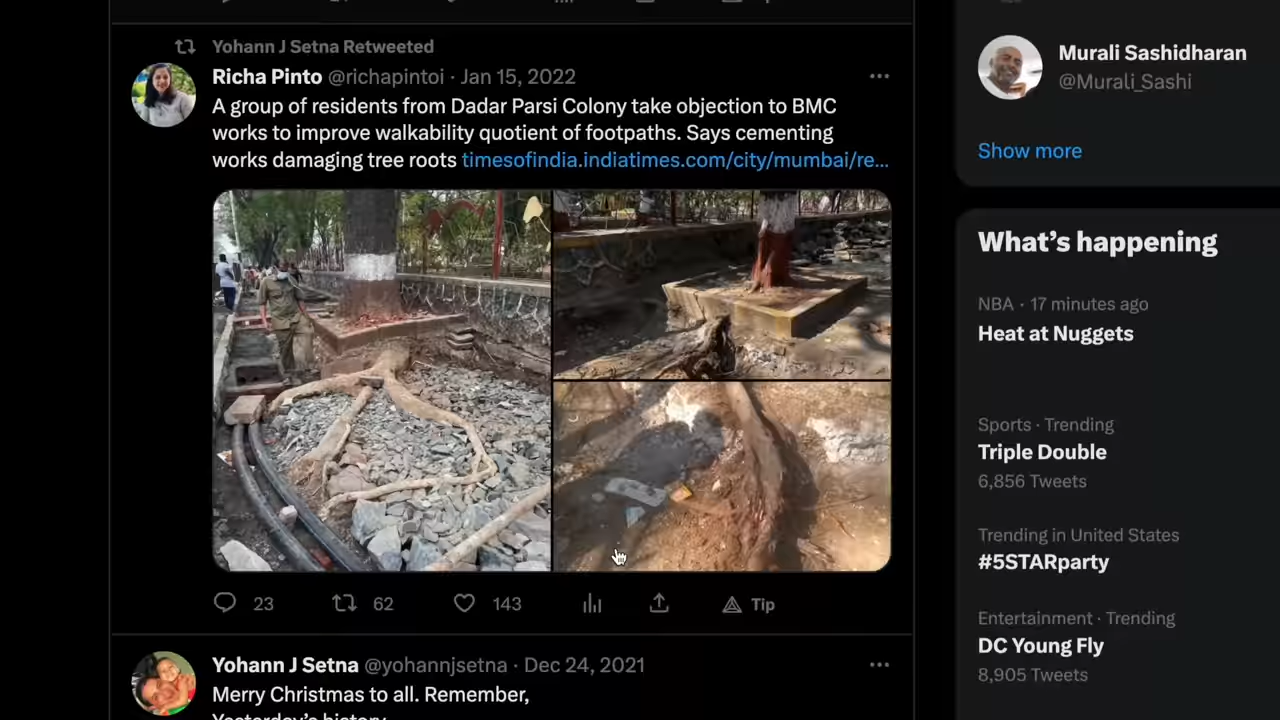 Yohann J Setna Retweeted
Richa Pinto @richapintoi · Jan 15, 2022
A group of residents from Dadar Parsi Colony take objection to BMC
works to improve walkability quotient of footpaths. Says cementing
works damaging tree roots timesofindia.indiatimes.com/city/mumbai/re...
23 62 143 Tip
Yohann J Setna @yohannjsetna · Dec 24, 2021
Merry Christmas to all. Remember,
Yesterday's history
Murali Sashidharan
@Murali_Sashi
Show more
What's happening
NBA · 17 minutes ago
Heat at Nuggets
Sports · Trending
Triple Double
6,856 Tweets
Trending in United States
#5STARparty
Entertainment · Trending
DC Young Fly
8,905 Tweets